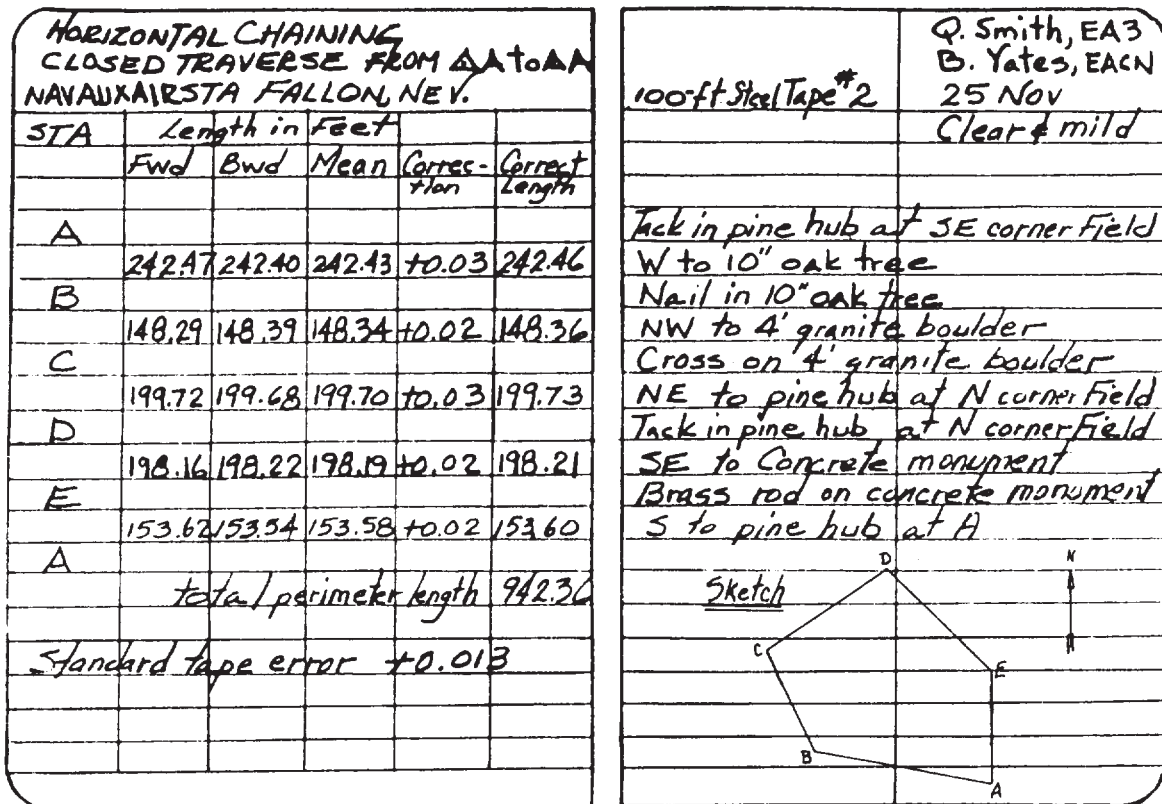 HORIZONTAL CHAINING
CLOSED TRAVERSE FROM △A to △A
NAVAUXAIRSTA FALLON, NEV.
STA Length in Feet
Fwd Bwd Mean Correc-tion Correct Length
A
242.47 242.40 242.43 +0.03 242.46
B
148.29 148.39 148.34 +0.02 148.36
C
199.72 199.68 199.70 +0.03 199.73
D
198.16 198.22 198.19 +0.02 198.21
E
153.62 153.54 153.58 +0.02 153.60
A
total perimeter length 942.36
Standard tape error +0.013
Q. Smith, EA3
B. Yates, EACN
100-ft Steel Tape #2 25 Nov
Clear & mild
Tack in pine hub at SE corner Field
W to 10" oak tree
Nail in 10" oak tree
NW to 4' granite boulder
Cross on 4' granite boulder
NE to pine hub at N corner Field
Tack in pine hub at N corner Field
SE to Concrete monument
Brass rod on concrete monument
S to pine hub at A
Sketch
D
N
C
E
B
A